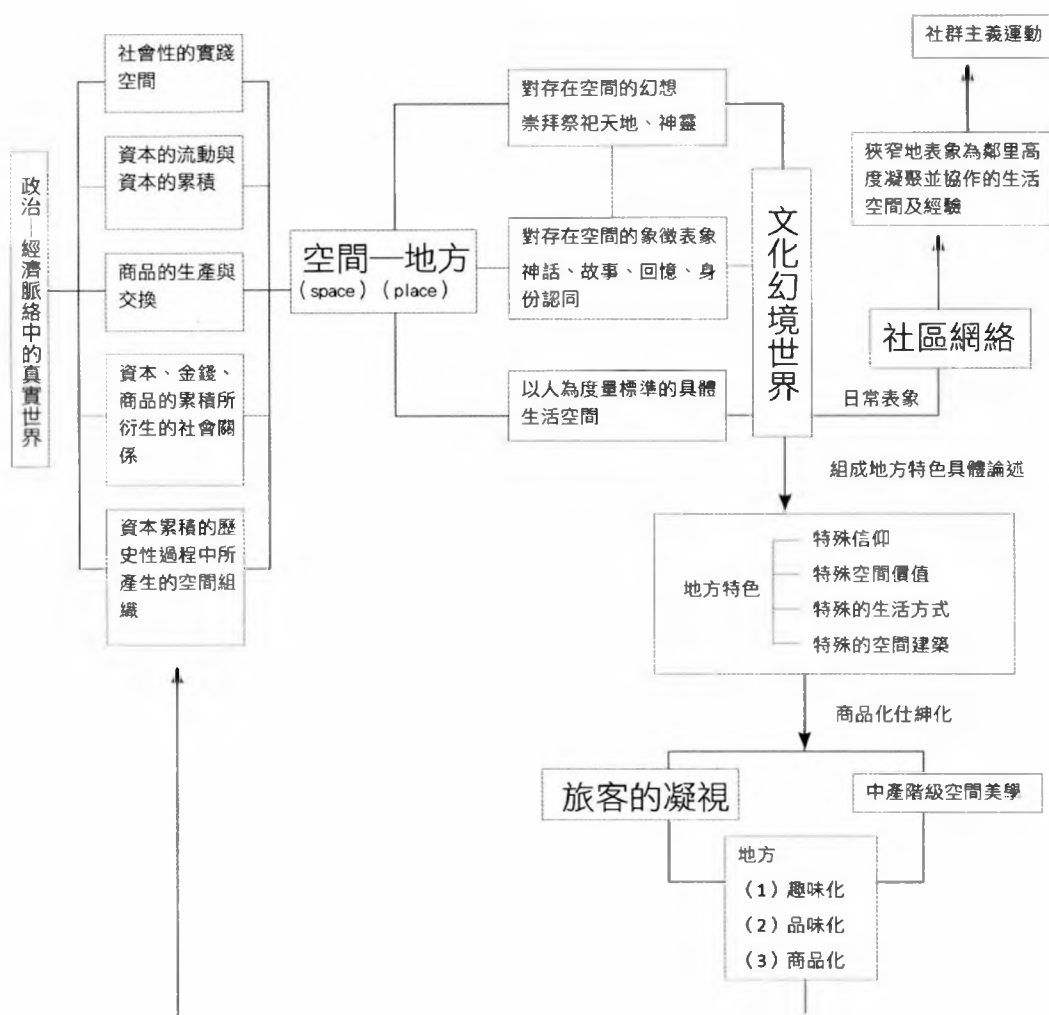 政治—經濟脈絡中的真實世界
社會性的實踐
空間
資本的流動與
資本的累積
商品的生產與
交換
資本、金錢、
商品的累積所
衍生的社會關
係
資本累積的歷
史性過程中所
產生的空間組
織
空間—地方
（space）（place）
對存在空間的幻想
崇拜祭祀天地、神靈
對存在空間的象徵表象
神話、故事、回憶、身
份認同
以人為度量標準的具體
生活空間
文化幻境世界
社群主義運動
狹窄地表象為鄰里高
度凝聚並協作的生活
空間及經驗
社區網絡
日常表象
組成地方特色具體論述
地方特色
特殊信仰
特殊空間價值
特殊的生活方式
特殊的空間建築
商品化仕紳化
旅客的凝視
中產階級空間美學
地方
（1）趣味化
（2）品味化
（3）商品化